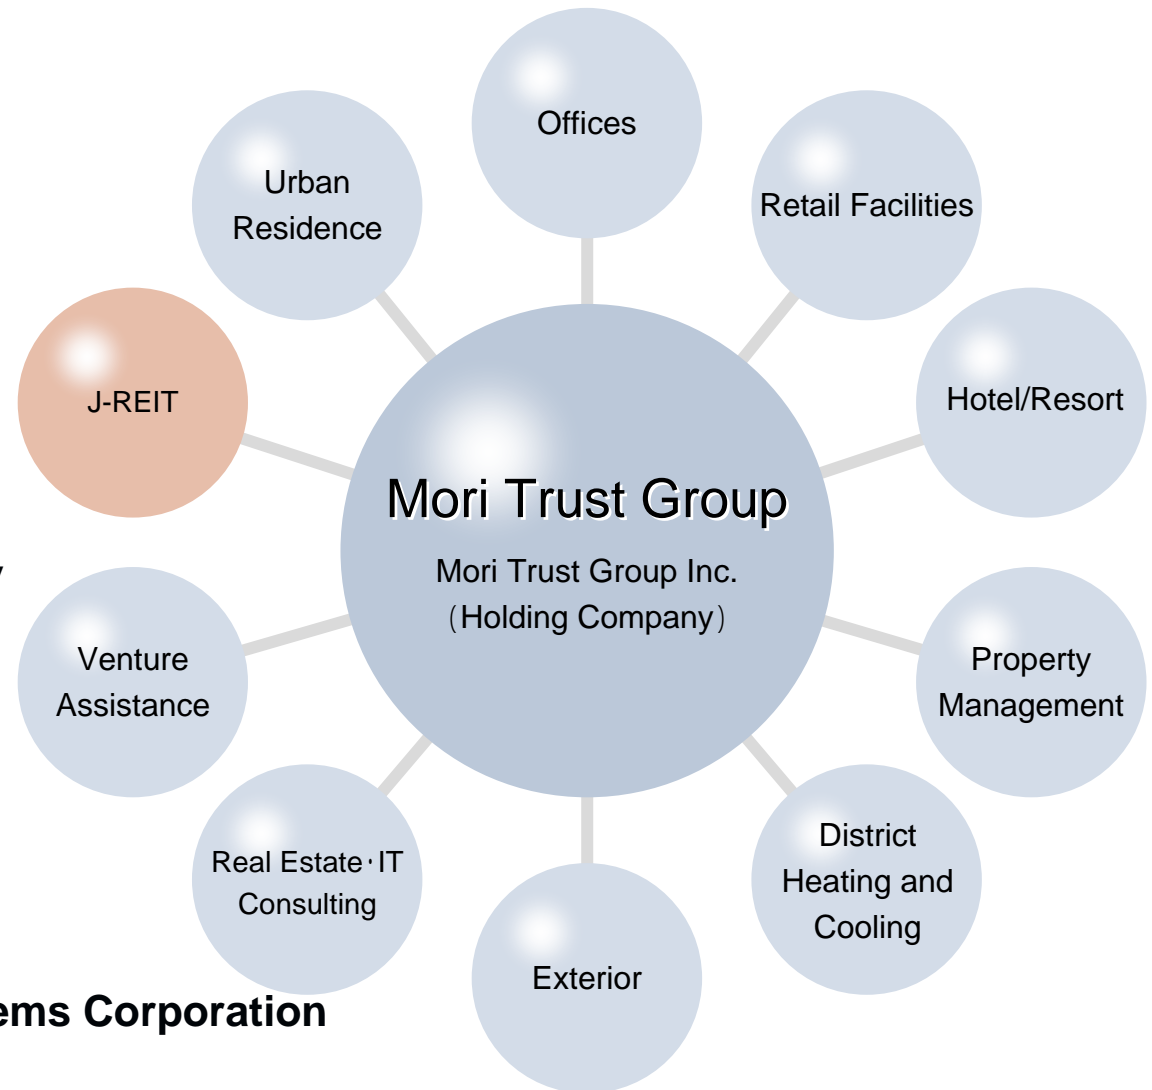 Offices
Urban
Residence
Retail Facilities
J-REIT
Hotel/Resort
Mori Trust Group
Mori Trust Group Inc.
(Holding Company)
Venture
Assistance
Property
Management
Real Estate・IT
Consulting
District
Heating and
Cooling
Exterior
ems Corporation